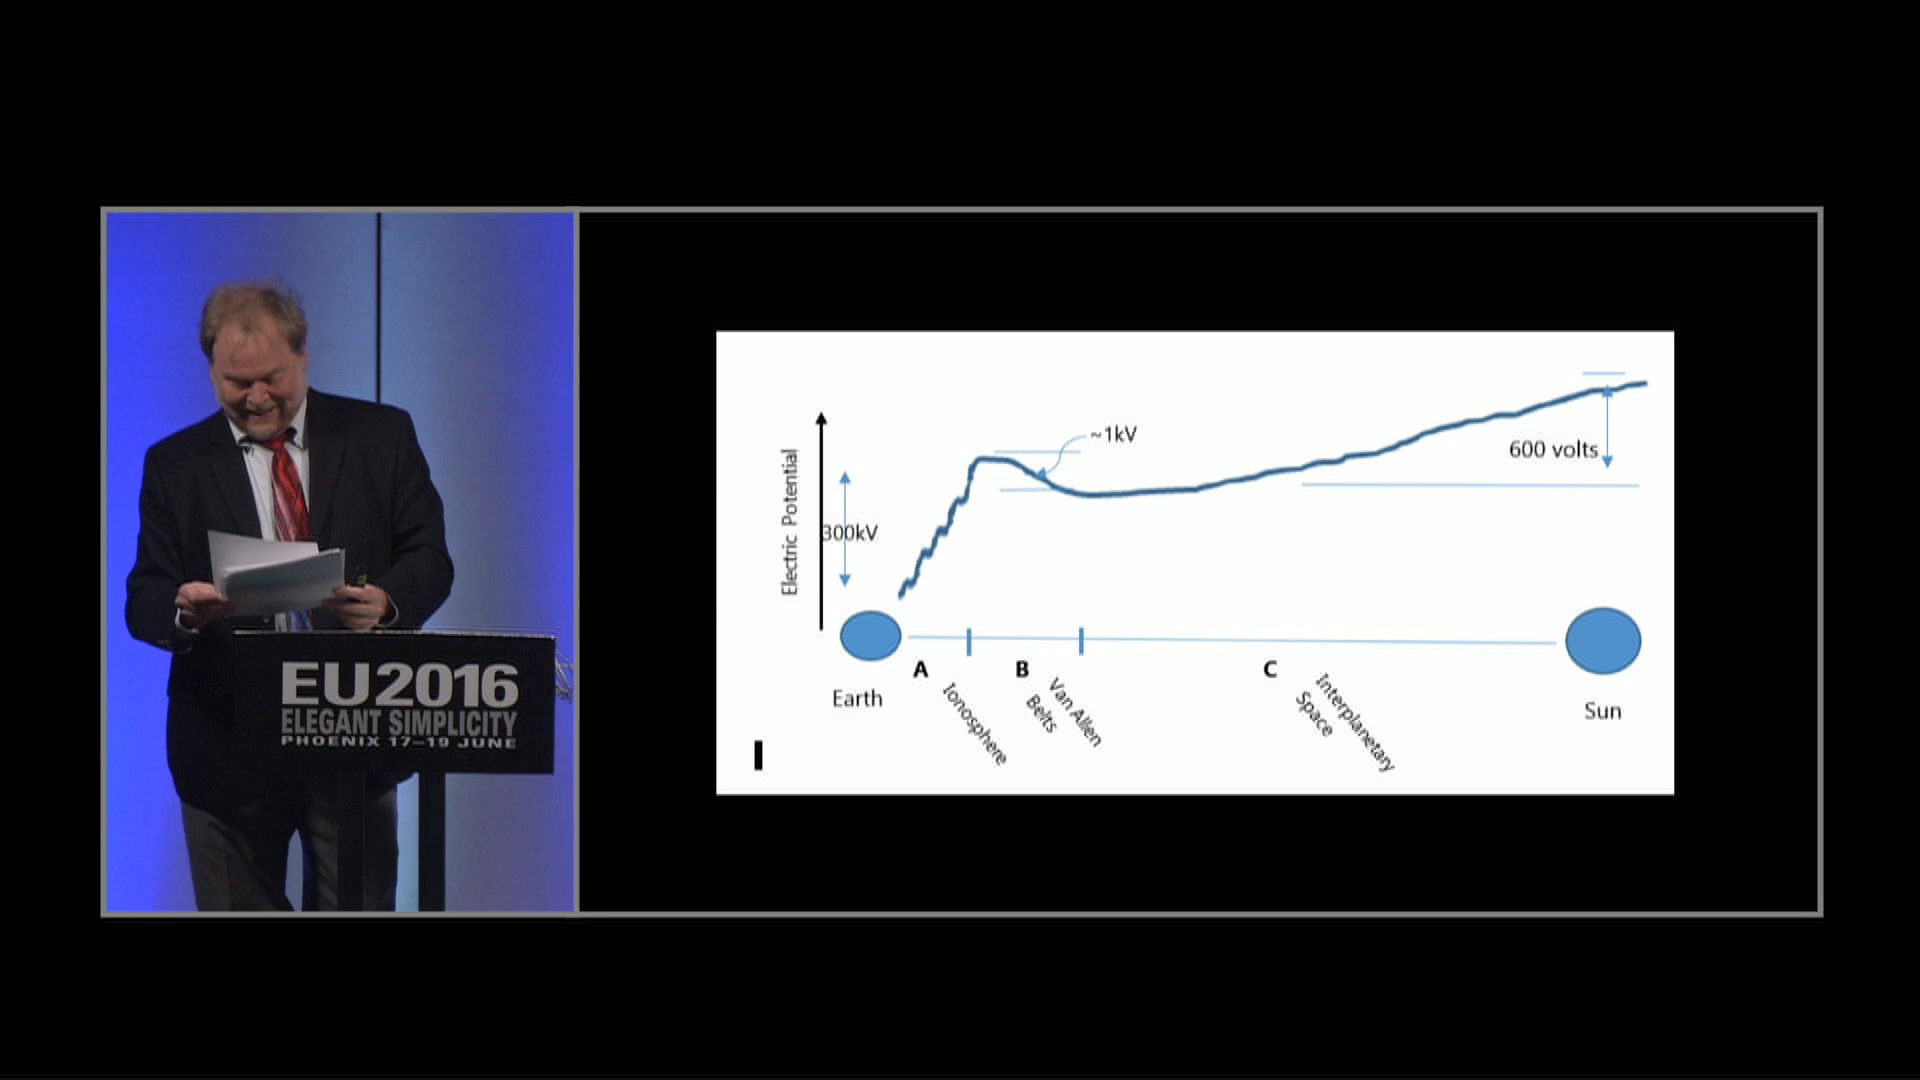 EU2016
ELEGANT SIMPLICITY
PHOENIX 17–19 JUNE
Electric Potential
300kV
~1kV
600 volts
A
B
C
Earth
Ionosphere
Van Allen
Belts
Interplanetary
Space
Sun
I